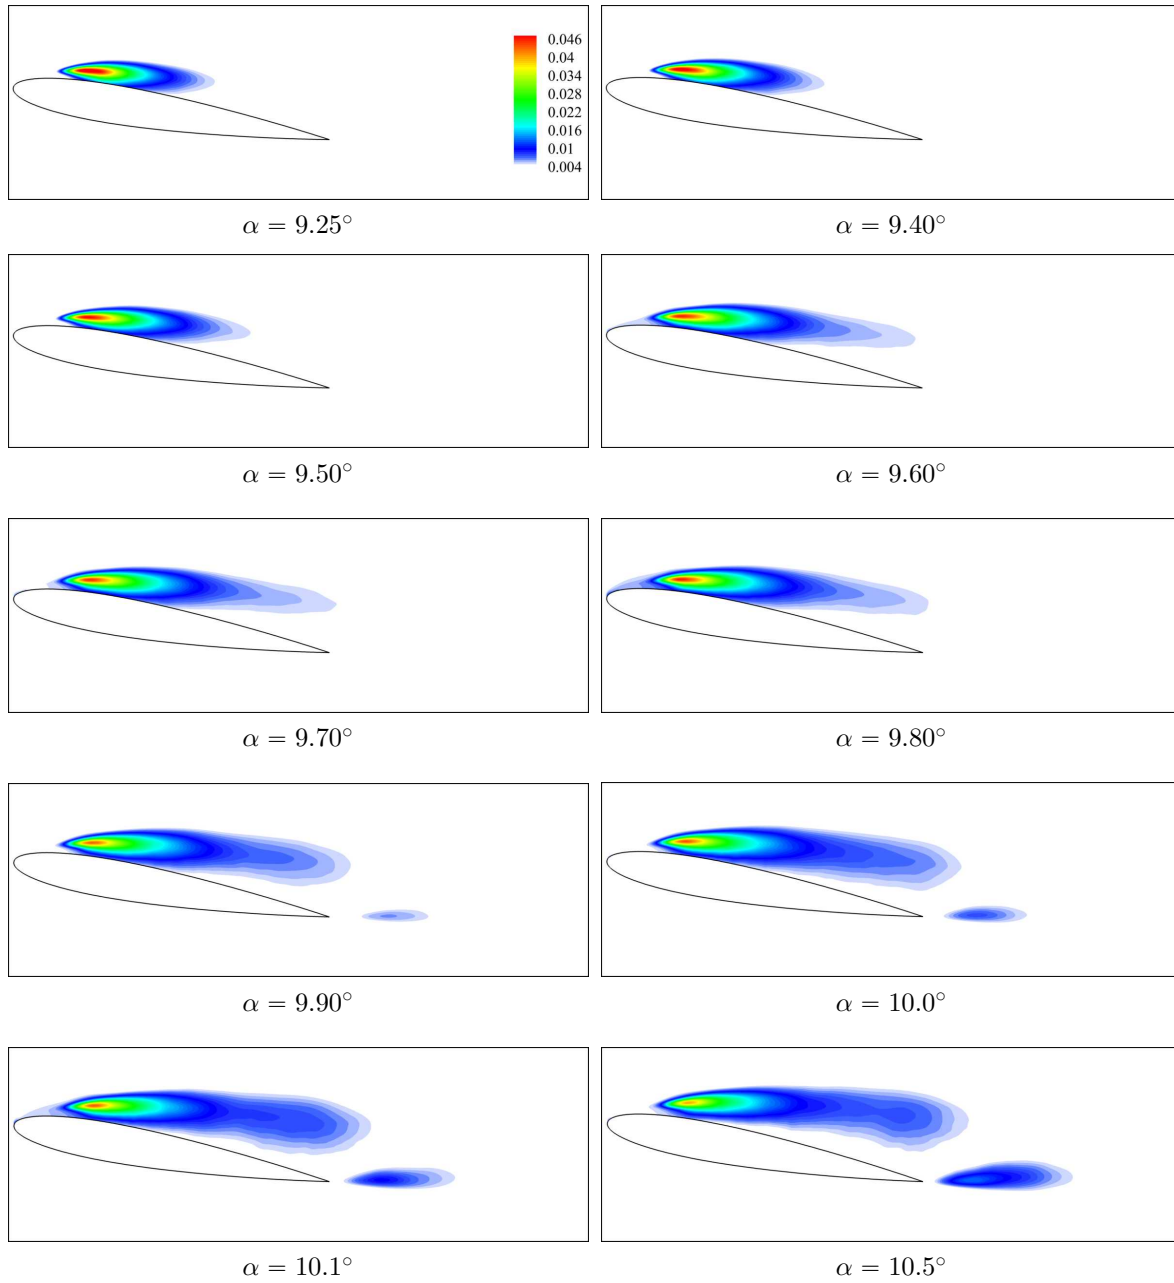 0.046
0.04
0.034
0.028
0.022
0.016
0.01
0.004
α = 9.25°
α = 9.40°
α = 9.50°
α = 9.60°
α = 9.70°
α = 9.80°
α = 9.90°
α = 10.0°
α = 10.1°
α = 10.5°